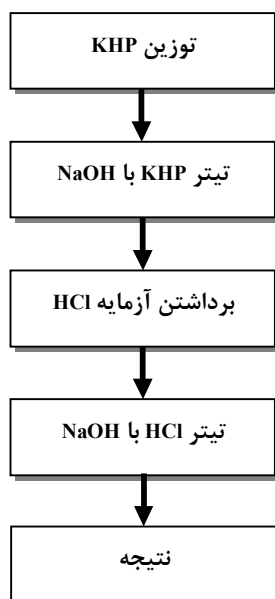 توزین KHP
تیتر KHP با NaOH
برداشتن آزمایه HCl
تیتر HCl با NaOH
نتیجه